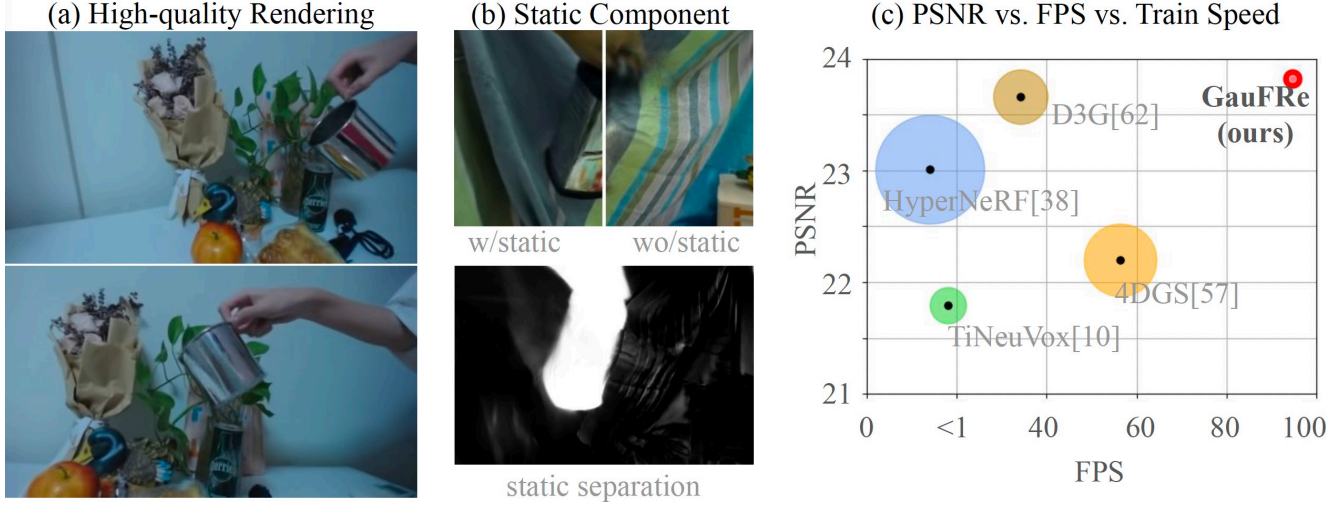 (a) High-quality Rendering
(b) Static Component
w/static
wo/static
static separation
(c) PSNR vs. FPS vs. Train Speed
24
23
22
21
PSNR
GauFRe
(ours)
D3G[62]
HyperNeRF[38]
4DGS[57]
TiNeuVox[10]
0
<1
40
60
80
100
FPS
perrier